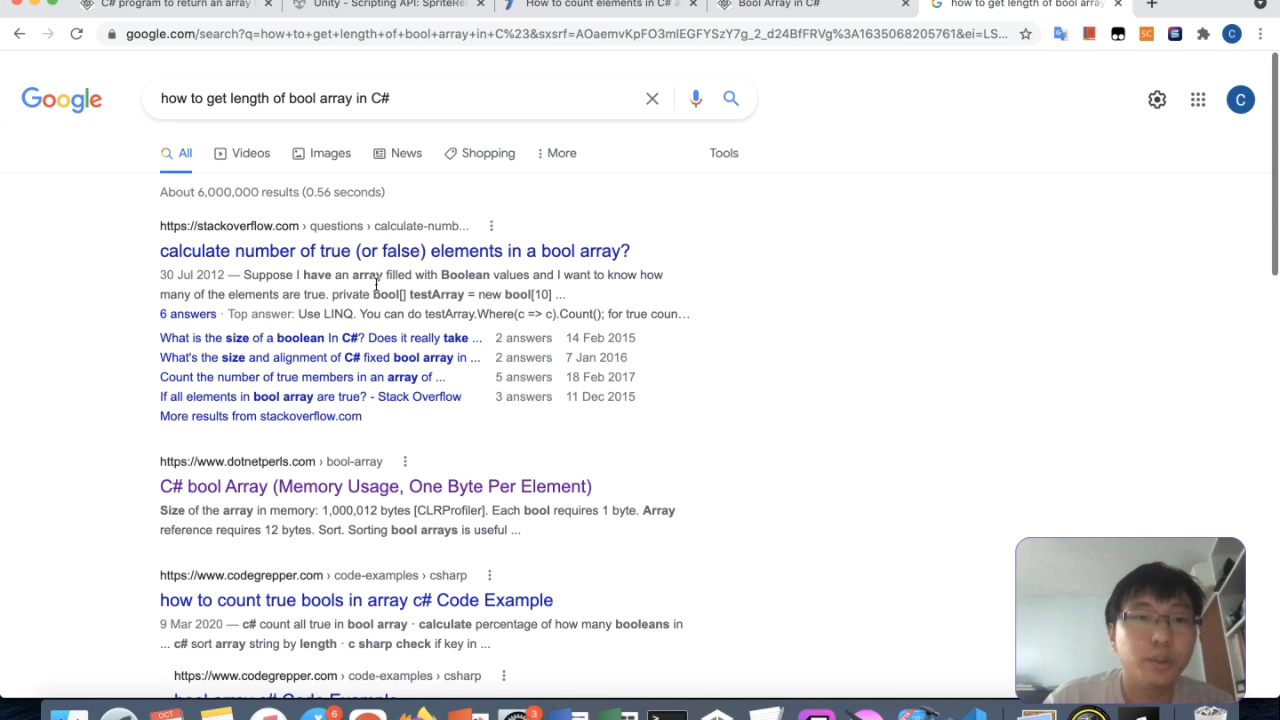 C# program to return an array
Unity - Scripting API: SpriteRe
How to count elements in C# a
Bool Array in C#
how to get length of bool array
google.com/search?q=how+to+get+length+of+bool+array+in+C%23&sxsrf=AOaemvKpFO3mlEGFYSzY7g_2_d24BfFRVg%3A1635068205761&ei=LS...
C
Google
how to get length of bool array in C#
C
All
Videos
Images
News
Shopping
More
Tools
About 6,000,000 results (0.56 seconds)
https://stackoverflow.com › questions › calculate-numb...
calculate number of true (or false) elements in a bool array?
30 Jul 2012 — Suppose I have an array filled with Boolean values and I want to know how
many of the elements are true. private bool[] testArray = new bool[10] ...
6 answers · Top answer: Use LINQ. You can do testArray.Where(c => c).Count(); for true coun…
What is the size of a boolean In C#? Does it really take ... 2 answers 14 Feb 2015
What's the size and alignment of C# fixed bool array in ... 2 answers 7 Jan 2016
Count the number of true members in an array of ... 5 answers 18 Feb 2017
If all elements in bool array are true? - Stack Overflow 3 answers 11 Dec 2015
More results from stackoverflow.com
https://www.dotnetperls.com › bool-array
C# bool Array (Memory Usage, One Byte Per Element)
Size of the array in memory: 1,000,012 bytes [CLRProfiler]. Each bool requires 1 byte. Array
reference requires 12 bytes. Sort. Sorting bool arrays is useful ...
https://www.codegrepper.com › code-examples › csharp
how to count true bools in array c# Code Example
9 Mar 2020 — c# count all true in bool array · calculate percentage of how many booleans in
... c# sort array string by length · c sharp check if key in ...
https://www.codegrepper.com › code-examples › csharp
bool array c# Code Example
OCT
6
3